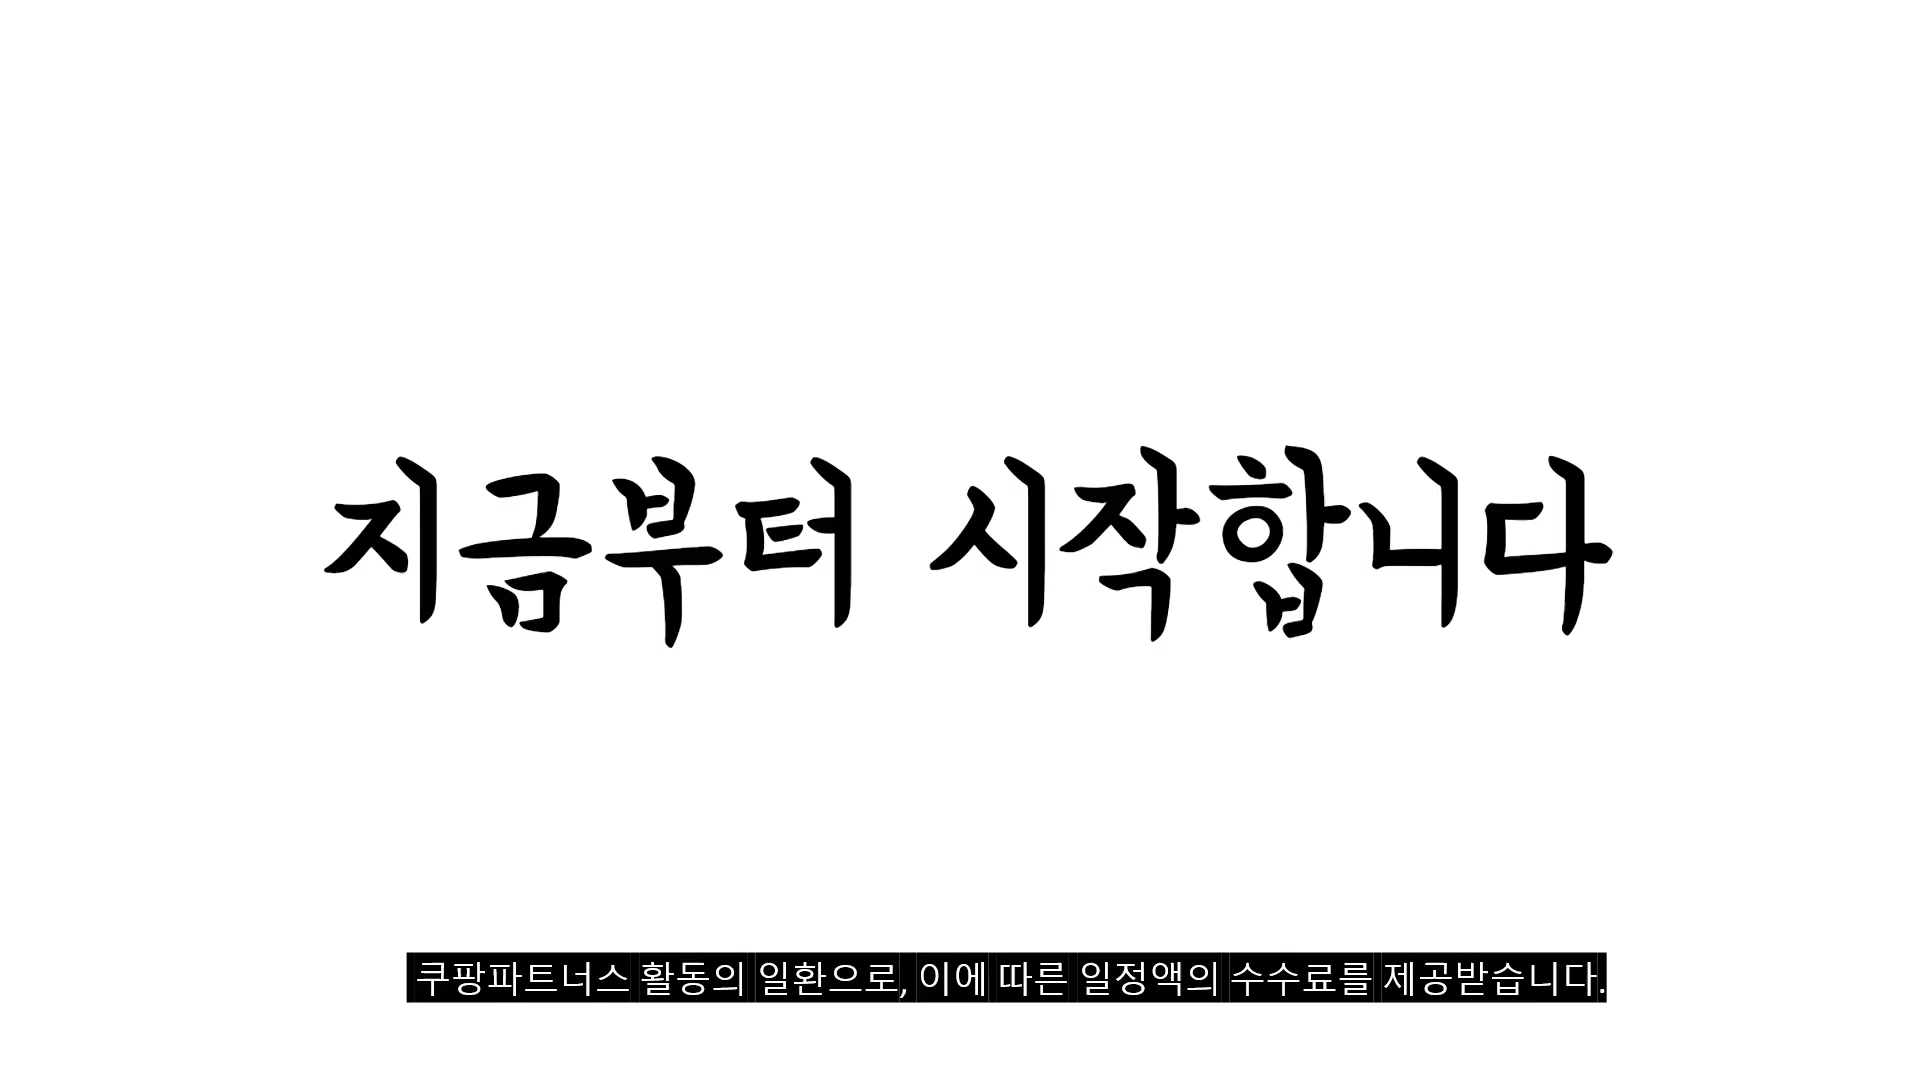 지금부터 시작합니다
쿠팡파트너스 활동의 일환으로, 이에 따른 일정액의 수수료를 제공받습니다.